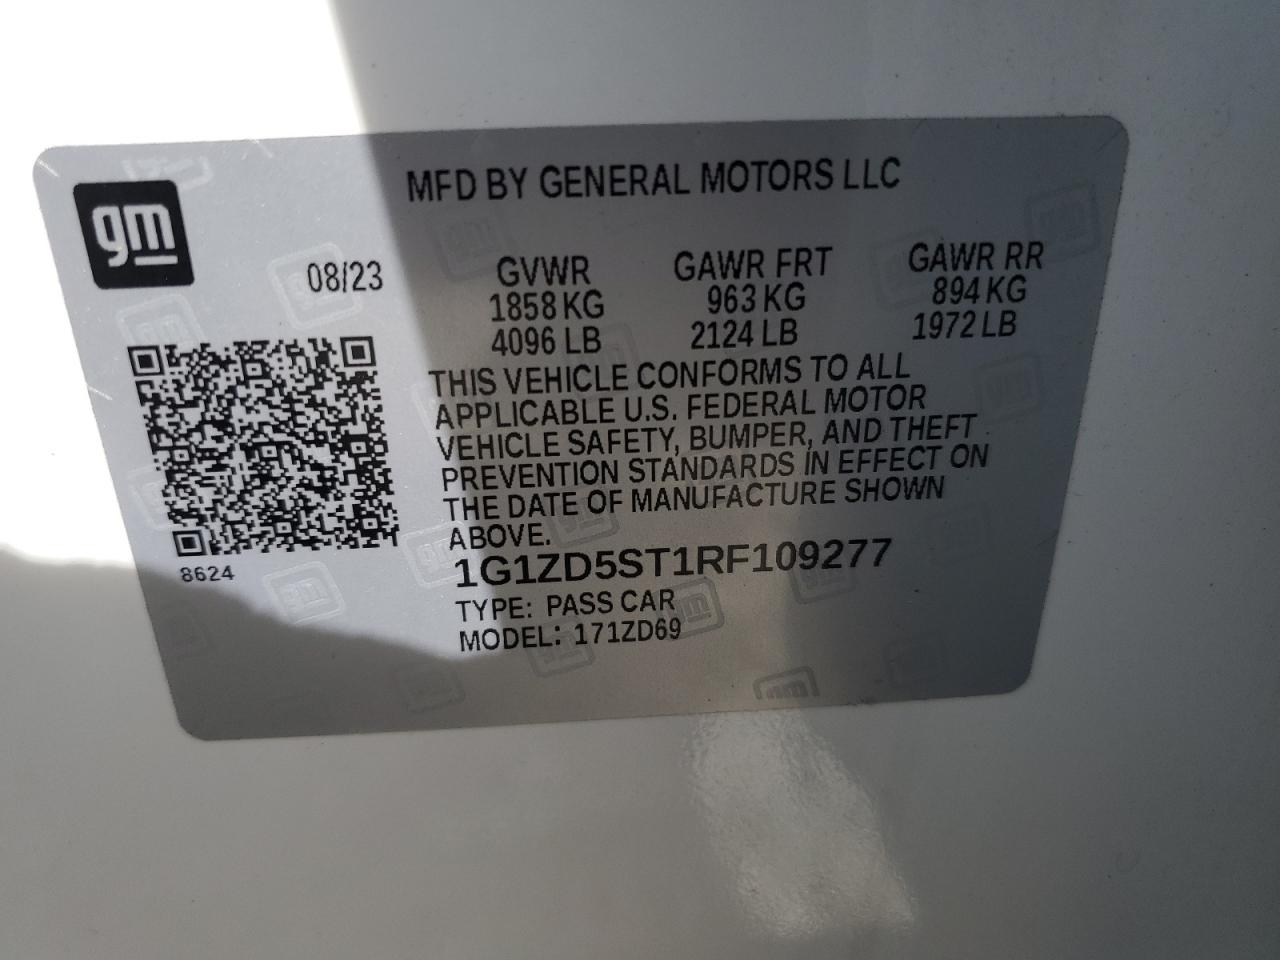 gm
MFD BY GENERAL MOTORS LLC
08/23
GVWR GAWR FRT GAWR RR
1858 KG 963 KG 894 KG
4096 LB 2124 LB 1972 LB
THIS VEHICLE CONFORMS TO ALL
APPLICABLE U.S. FEDERAL MOTOR
VEHICLE SAFETY, BUMPER, AND THEFT
PREVENTION STANDARDS IN EFFECT ON
THE DATE OF MANUFACTURE SHOWN
ABOVE.
8624
1G1ZD5ST1RF109277
TYPE: PASS CAR
MODEL: 171ZD69